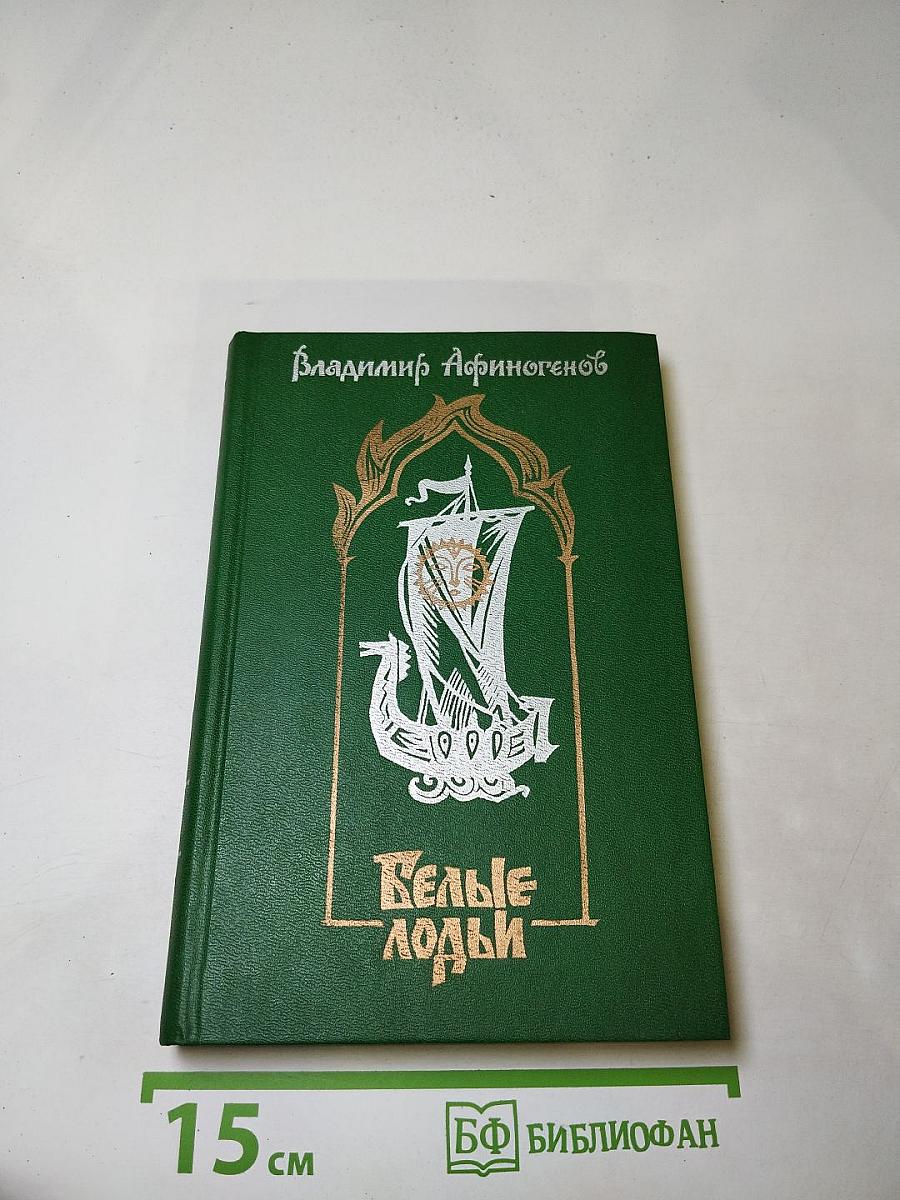 Владимир Афиногенов
Белые
лодьи
15 см
БФ БИБЛИОФАН